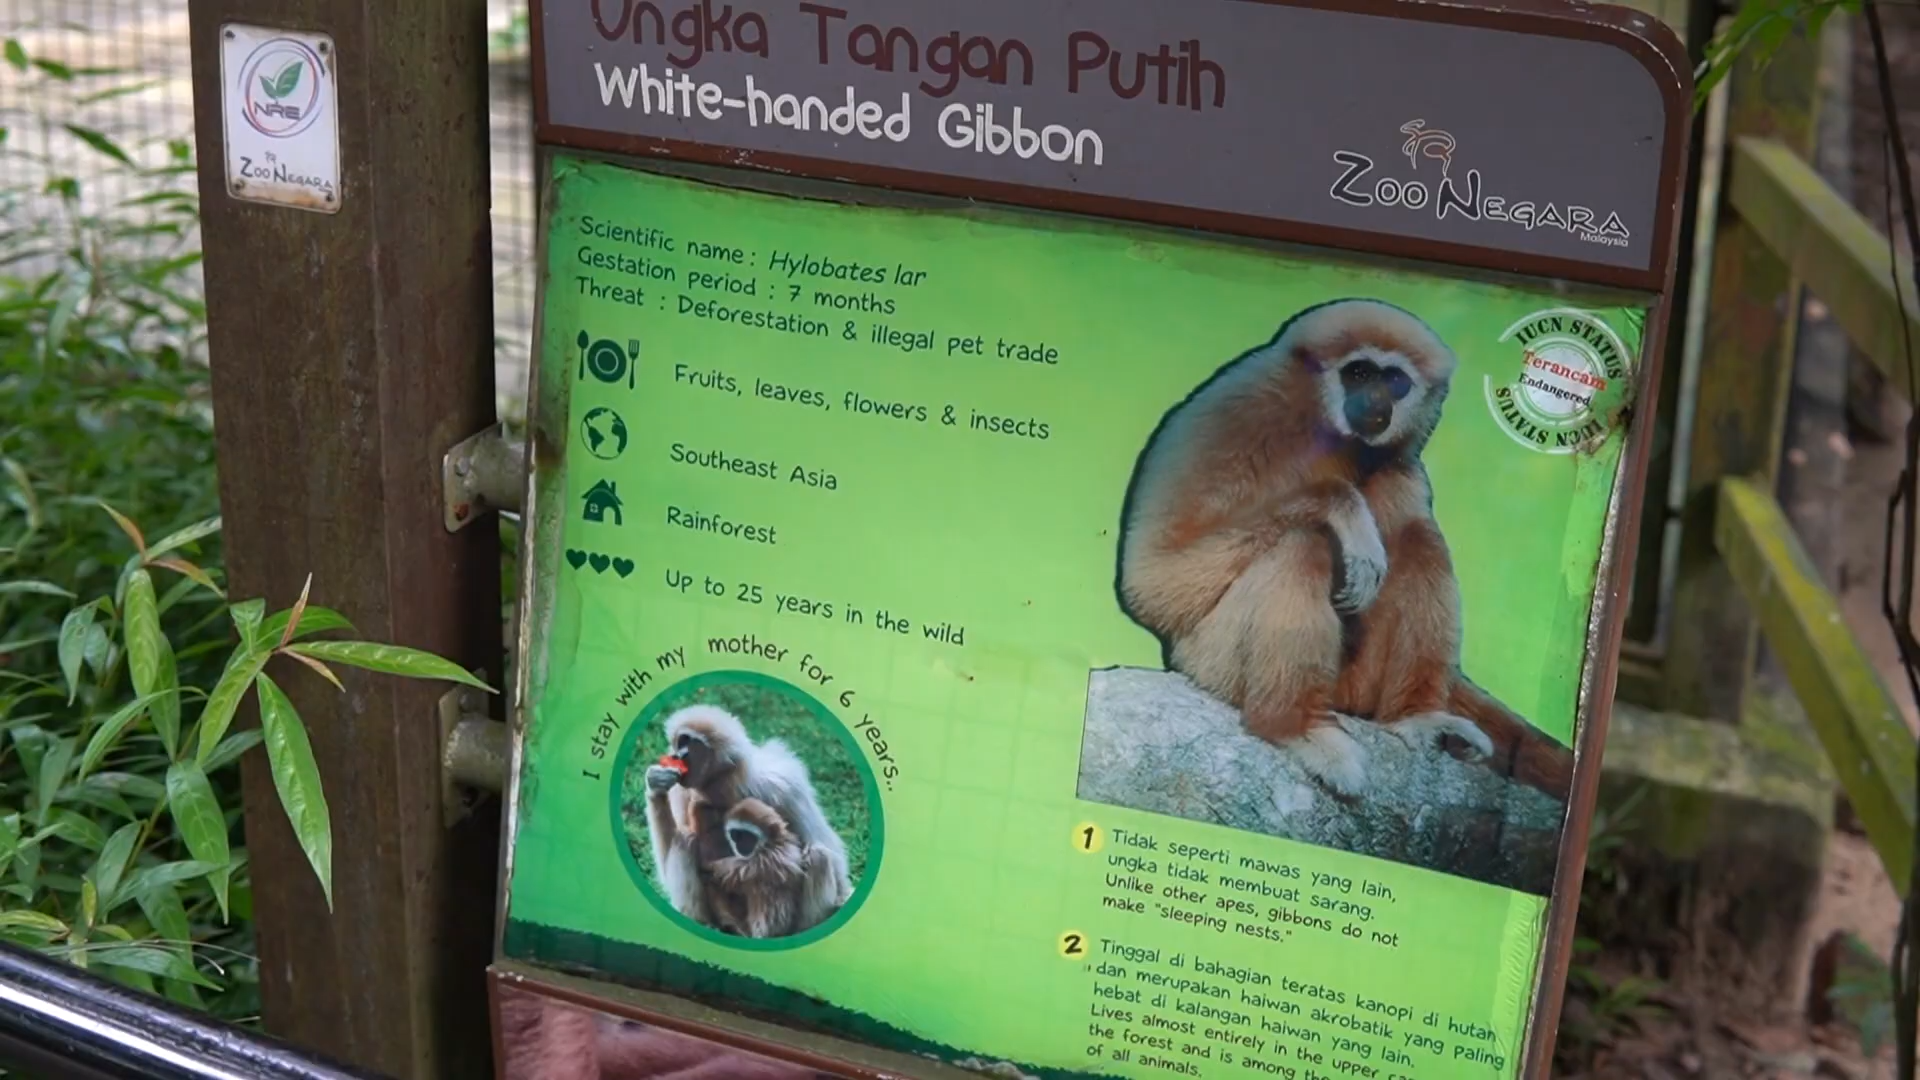 NRE
ZOO NEGARA
Ungka Tangan Putih
White-handed Gibbon
ZOO NEGARA
Malaysia
Scientific name : Hylobates lar
Gestation period : 7 months
Threat : Deforestation & illegal pet trade
Fruits, leaves, flowers & insects
Southeast Asia
Rainforest
Up to 25 years in the wild
IUCN STATUS
Terancam
Endangered
IUCN STATUS
I stay with my mother for 6 years..
1 Tidak seperti mawas yang lain,
ungka tidak membuat sarang.
Unlike other apes, gibbons do not
make "sleeping nests."
2 Tinggal di bahagian teratas kanopi di hutan
dan merupakan haiwan akrobatik yang paling
hebat di kalangan haiwan yang lain.
Lives almost entirely in the upper
the forest and is among
of all animals.